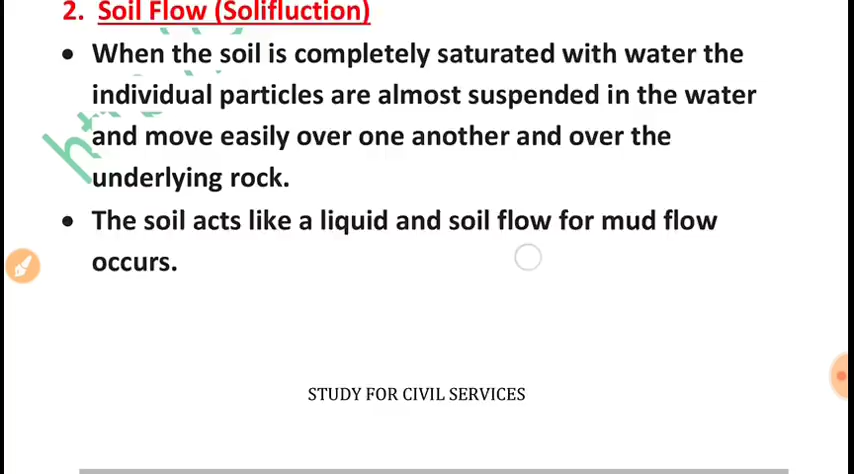 2. Soil Flow (Solifluction)
• When the soil is completely saturated with water the
individual particles are almost suspended in the water
and move easily over one another and over the
underlying rock.
• The soil acts like a liquid and soil flow for mud flow
occurs.
STUDY FOR CIVIL SERVICES